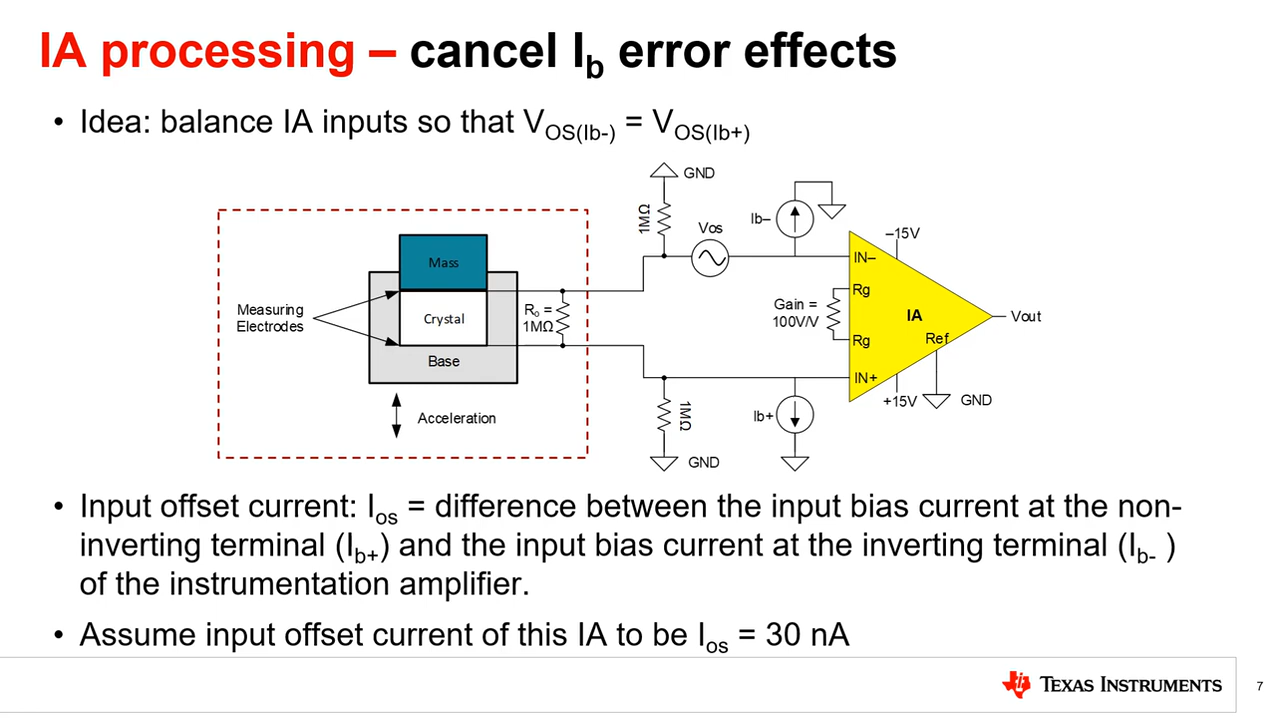 IA processing – cancel Ib error effects
• Idea: balance IA inputs so that VOS(Ib-) = VOS(Ib+)
GND
1MΩ
Ib–
Vos
–15V
IN–
Mass
Rg
Measuring
Electrodes
Crystal
Ro =
1MΩ
Gain =
100V/V
IA
Vout
Rg
Ref
Base
IN+
+15V
GND
1MΩ
Ib+
Acceleration
GND
• Input offset current: Ios = difference between the input bias current at the non-
inverting terminal (Ib+) and the input bias current at the inverting terminal (Ib- )
of the instrumentation amplifier.
• Assume input offset current of this IA to be Ios = 30 nA
TEXAS INSTRUMENTS
7